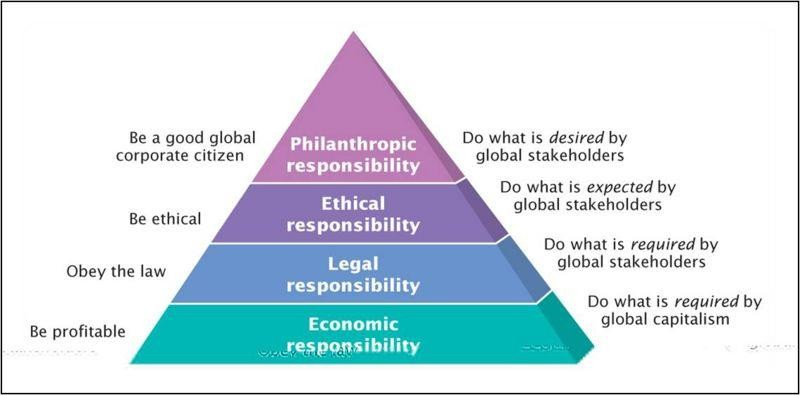 Be a good global
corporate citizen
Philanthropic
responsibility
Do what is desired by
global stakeholders
Be ethical
Ethical
responsibility
Do what is expected by
global stakeholders
Obey the law
Legal
responsibility
Do what is required by
global stakeholders
Be profitable
Economic
responsibility
Do what is required by
global capitalism